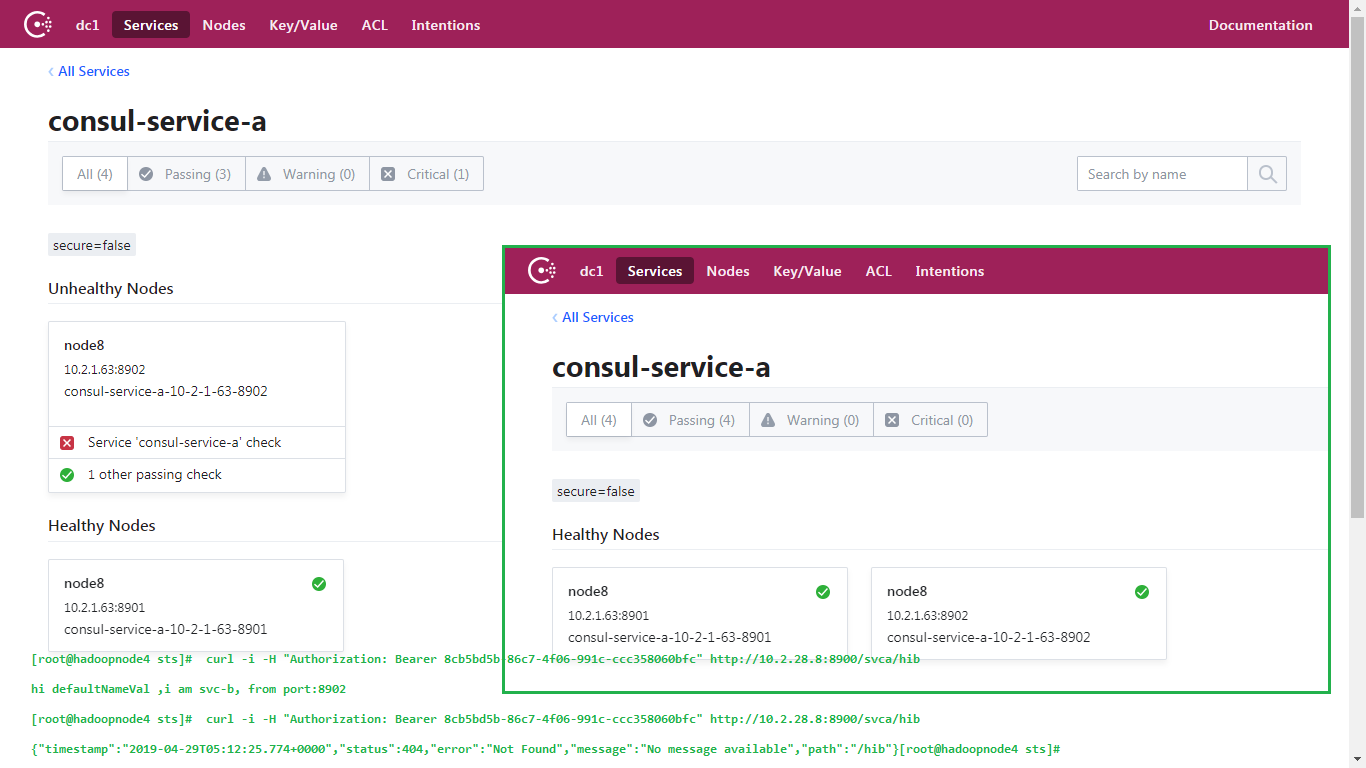 dc1 Services Nodes Key/Value ACL Intentions Documentation
All Services
consul-service-a
All (4) Passing (3) Warning (0) Critical (1) Search by name
secure=false
Unhealthy Nodes
node8
10.2.1.63:8902
consul-service-a-10-2-1-63-8902
Service 'consul-service-a' check
1 other passing check
Healthy Nodes
node8
10.2.1.63:8901
consul-service-a-10-2-1-63-8901
dc1 Services Nodes Key/Value ACL Intentions
All Services
consul-service-a
All (4) Passing (4) Warning (0) Critical (0)
secure=false
Healthy Nodes
node8 node8
10.2.1.63:8901 10.2.1.63:8902
consul-service-a-10-2-1-63-8901 consul-service-a-10-2-1-63-8902
[root@hadoopnode4 sts]# curl -i -H "Authorization: Bearer 8cb5bd5b-86c7-4f06-991c-ccc358060bfc" http://10.2.28.8:8900/svca/hib
hi defaultNameVal ,i am svc-b, from port:8902
[root@hadoopnode4 sts]# curl -i -H "Authorization: Bearer 8cb5bd5b-86c7-4f06-991c-ccc358060bfc" http://10.2.28.8:8900/svca/hib
{"timestamp":"2019-04-29T05:12:25.774+0000","status":404,"error":"Not Found","message":"No message available","path":"/hib"}[root@hadoopnode4 sts]#